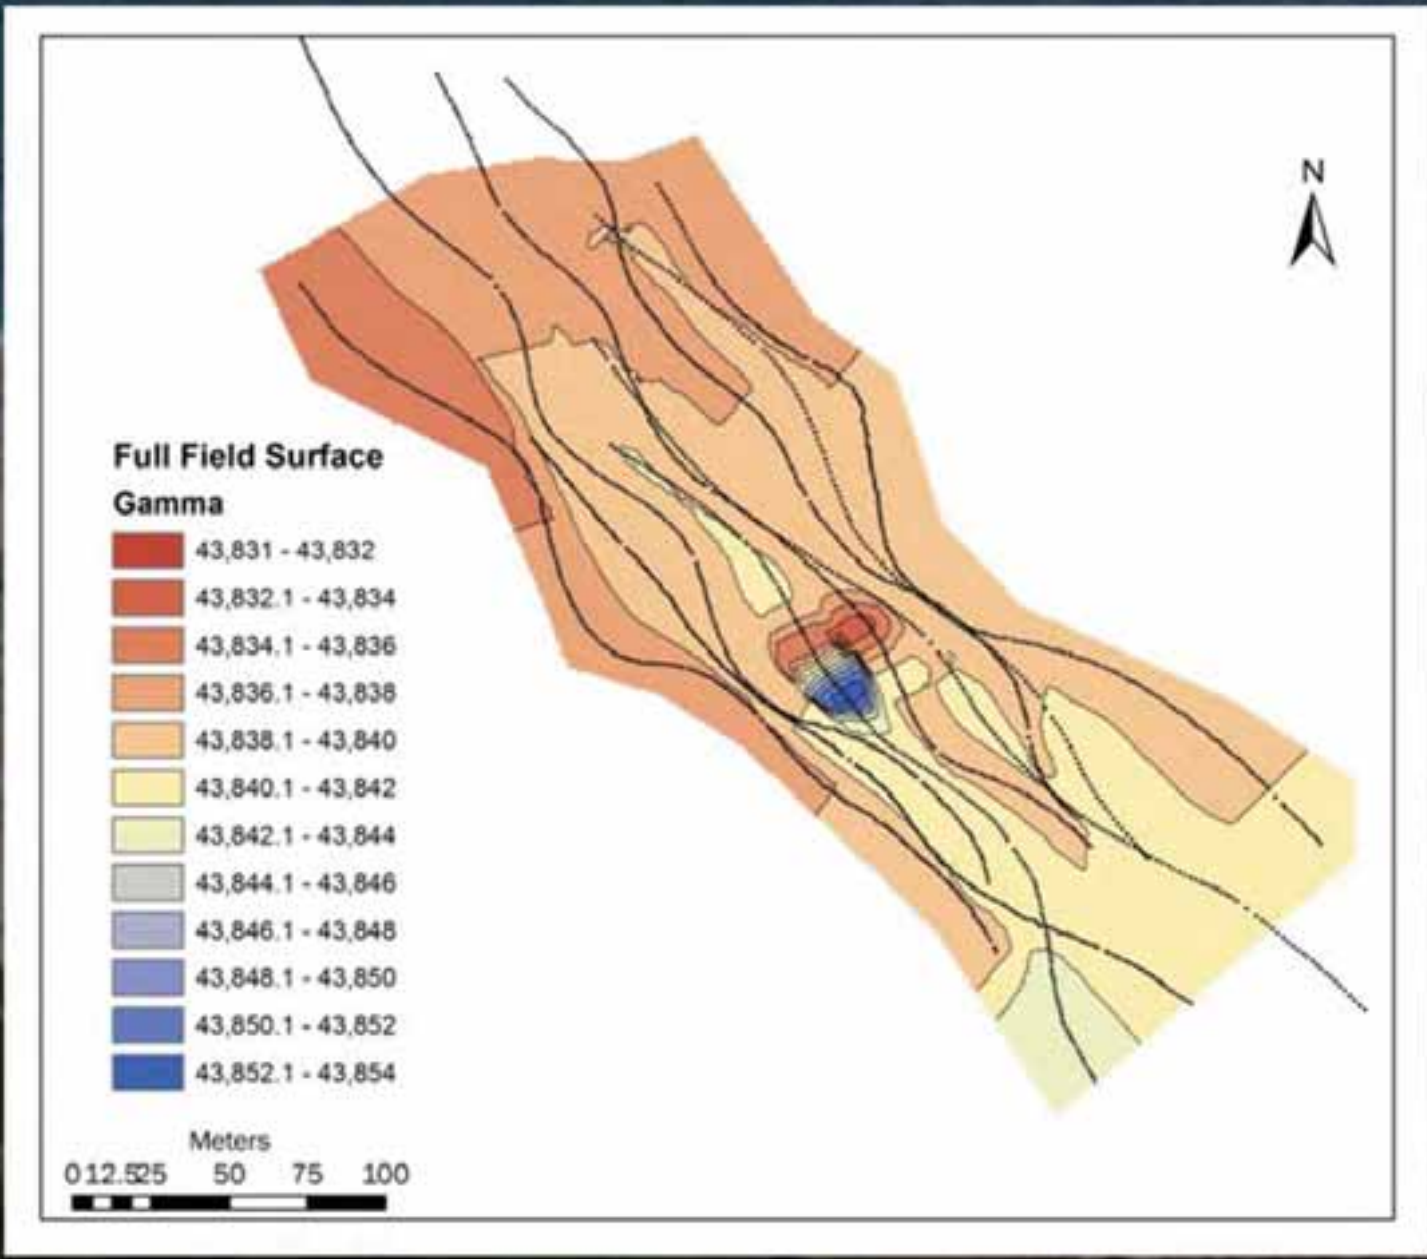 N
Full Field Surface
Gamma
43,831 - 43,832
43,832.1 - 43,834
43,834.1 - 43,836
43,836.1 - 43,838
43,838.1 - 43,840
43,840.1 - 43,842
43,842.1 - 43,844
43,844.1 - 43,846
43,846.1 - 43,848
43,848.1 - 43,850
43,850.1 - 43,852
43,852.1 - 43,854
Meters
0 12.525 50 75 100